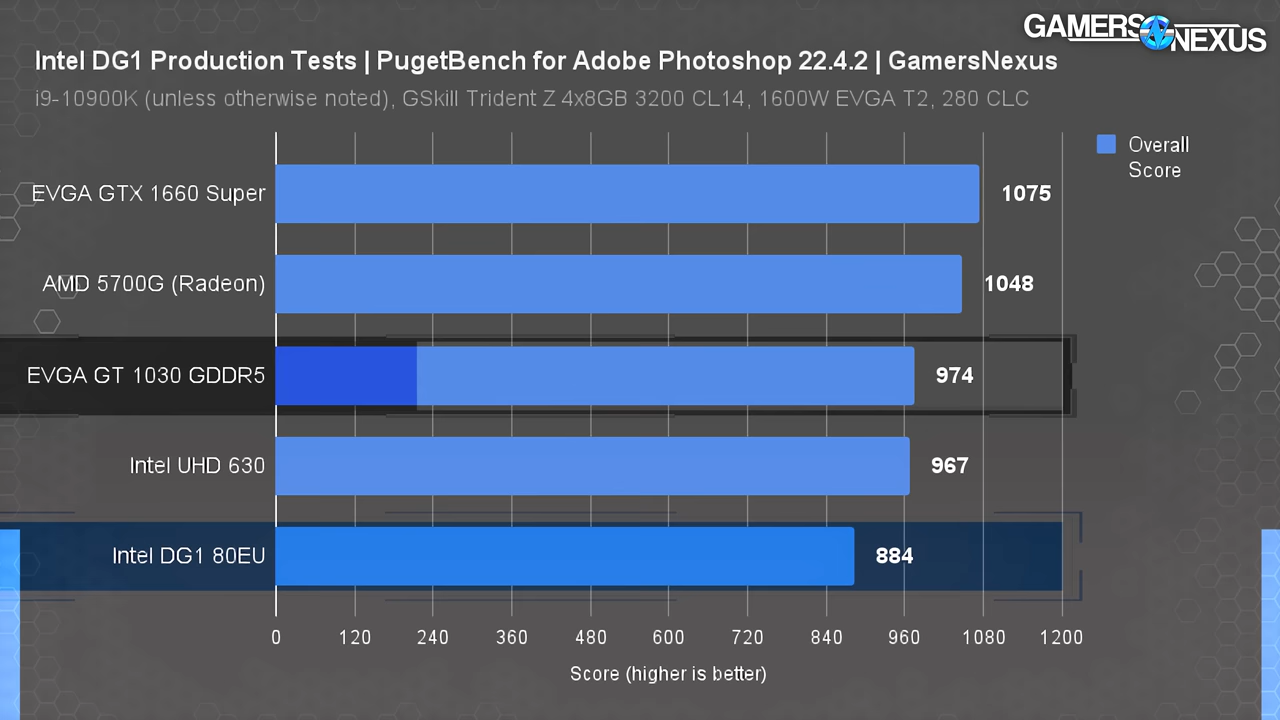 GAMERS NEXUS
Intel DG1 Production Tests | PugetBench for Adobe Photoshop 22.4.2 | GamersNexus
i9-10900K (unless otherwise noted), GSkill Trident Z 4x8GB 3200 CL14, 1600W EVGA T2, 280 CLC
Overall
Score
EVGA GTX 1660 Super 1075
AMD 5700G (Radeon) 1048
EVGA GT 1030 GDDR5 974
Intel UHD 630 967
Intel DG1 80EU 884
0 120 240 360 480 600 720 840 960 1080 1200
Score (higher is better)